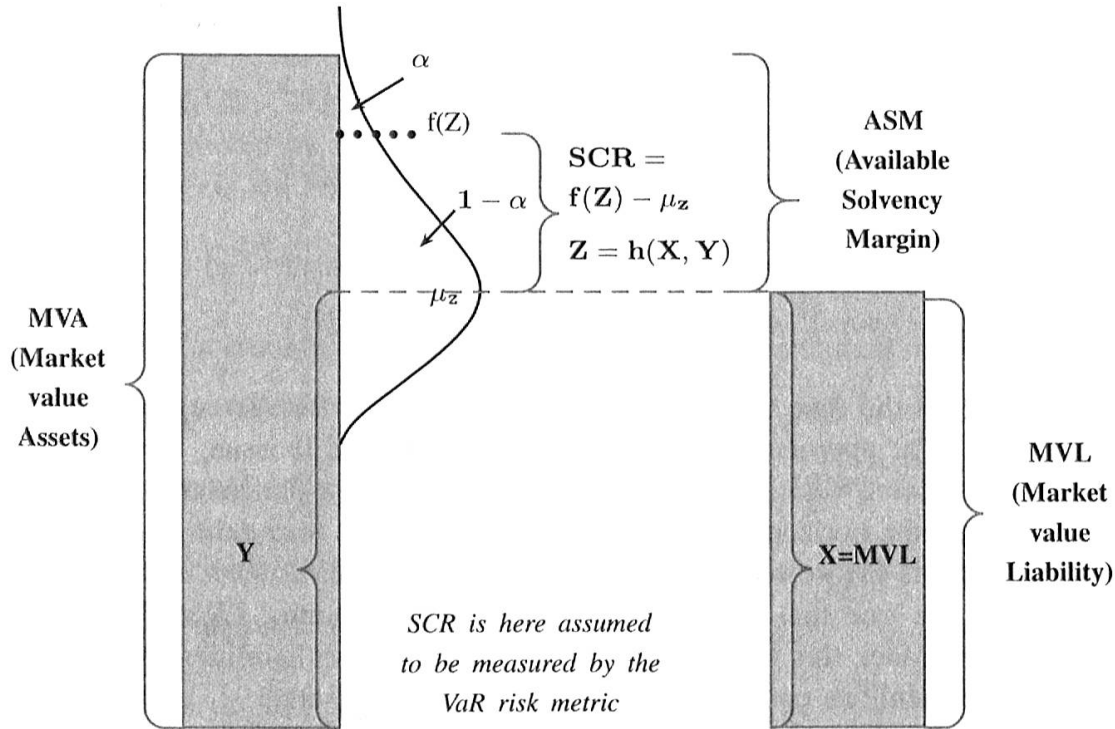 α
f(Z)
SCR =
f(Z) − μz
Z = h(X, Y)
1 − α
μz
ASM
(Available
Solvency
Margin)
MVA
(Market
value
Assets)
Y
X=MVL
MVL
(Market
value
Liability)
SCR is here assumed
to be measured by the
VaR risk metric